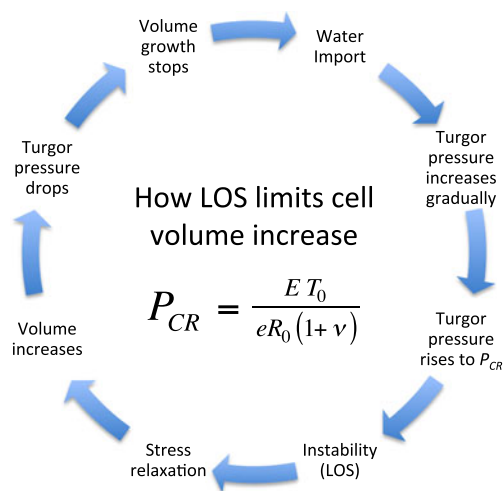 Volume
growth
stops
Water
Import
Turgor
pressure
increases
gradually
Turgor
pressure
rises to P_CR
Instability
(LOS)
Stress
relaxation
Volume
increases
Turgor
pressure
drops
How LOS limits cell
volume increase
P_CR = E T_0 / eR_0 (1+ ν)